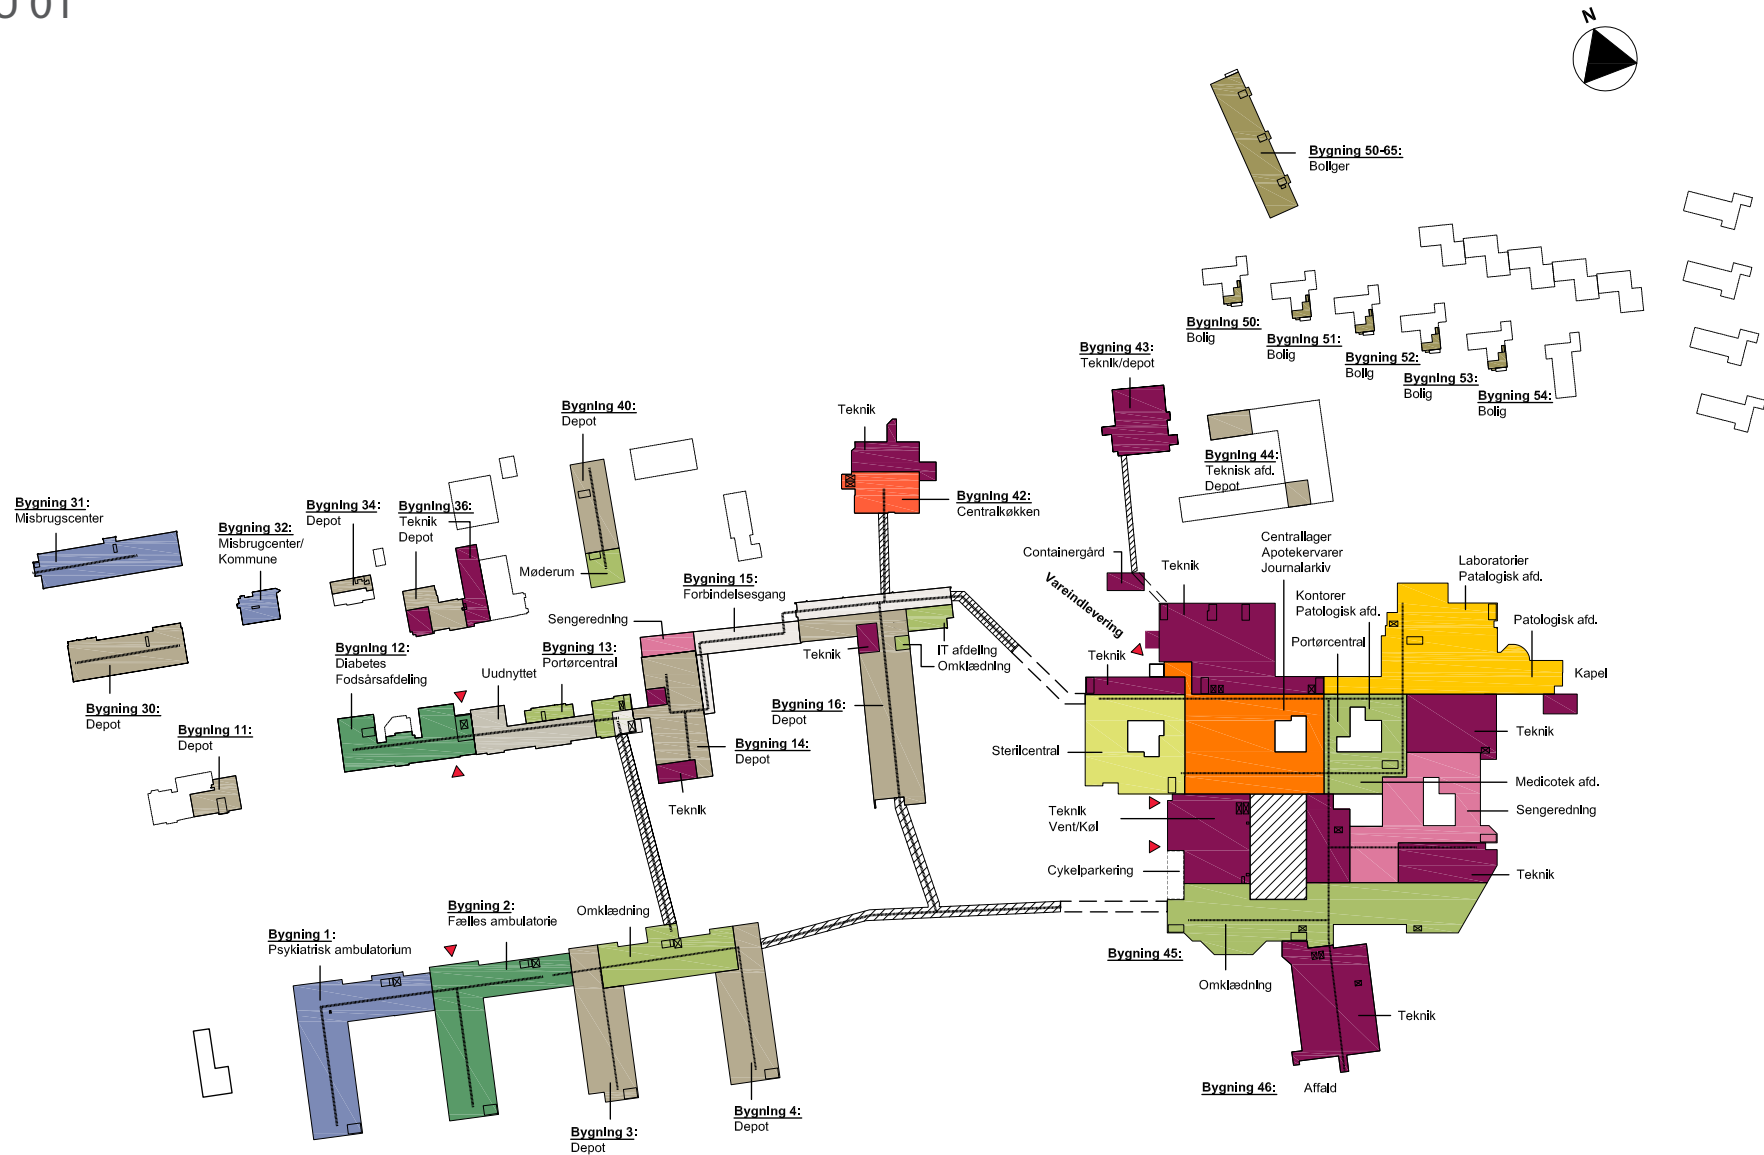 N
Bygning 50-65:
Boliger
Bygning 50:
Bolig
Bygning 51:
Bolig
Bygning 52:
Bolig
Bygning 53:
Bolig
Bygning 54:
Bolig
Bygning 43:
Teknik/depot
Bygning 44:
Teknisk afd.
Depot
Bygning 40:
Depot
Teknik
Bygning 42:
Centralkøkken
Bygning 31:
Misbrugscenter
Bygning 32:
Misbrugcenter/
Kommune
Bygning 34:
Depot
Bygning 36:
Teknik
Depot
Møderum
Bygning 15:
Forbindelsesgang
Sengeredning
Containergård
Vareindlevering
Teknik
Centrallager
Apotekervarer
Journalarkiv
Kontorer
Patologisk afd.
Portørcentral
Laboratorier
Patalogisk afd.
Patologisk afd.
Kapel
Bygning 12:
Diabetes
Fodsårsafdeling
Uudnyttet
Bygning 13:
Portørcentral
Teknik
IT afdeling
Omklædning
Teknik
Bygning 30:
Depot
Bygning 11:
Depot
Bygning 16:
Depot
Bygning 14:
Depot
Teknik
Sterilcentral
Teknik
Medicotek afd.
Sengeredning
Teknik
Vent/Køl
Cykelparkering
Teknik
Bygning 2:
Fælles ambulatorie
Omklædning
Bygning 1:
Psykiatrisk ambulatorium
Bygning 45:
Omklædning
Teknik
Bygning 46:
Affald
Bygning 4:
Depot
Bygning 3:
Depot